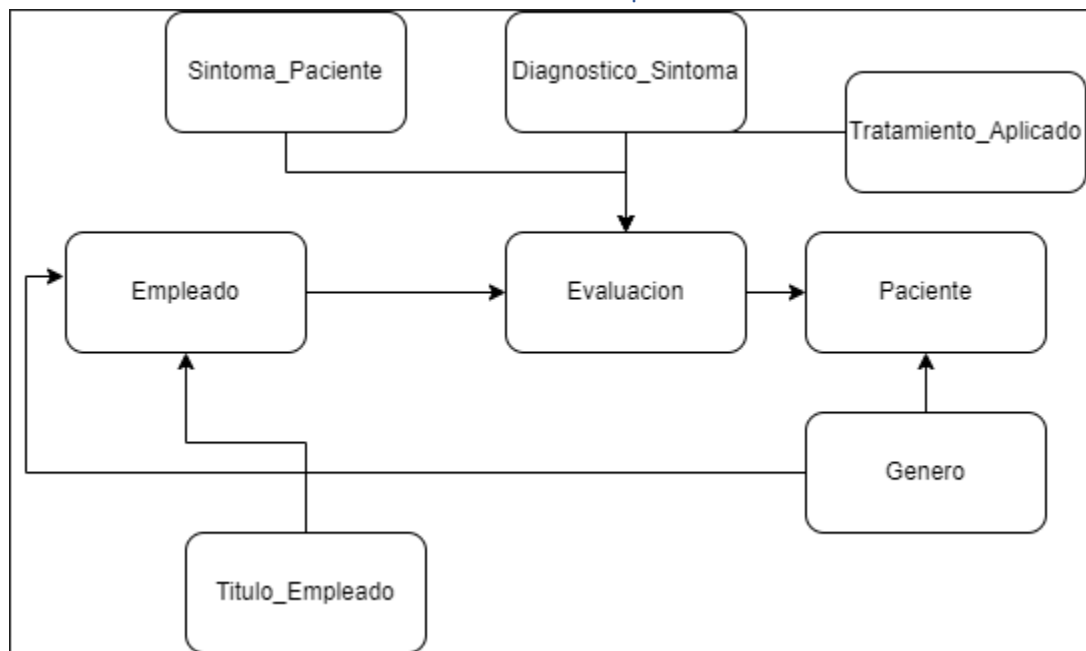 Sintoma_Paciente
Diagnostico_Sintoma
Tratamiento_Aplicado
Empleado
Evaluacion
Paciente
Genero
Titulo_Empleado